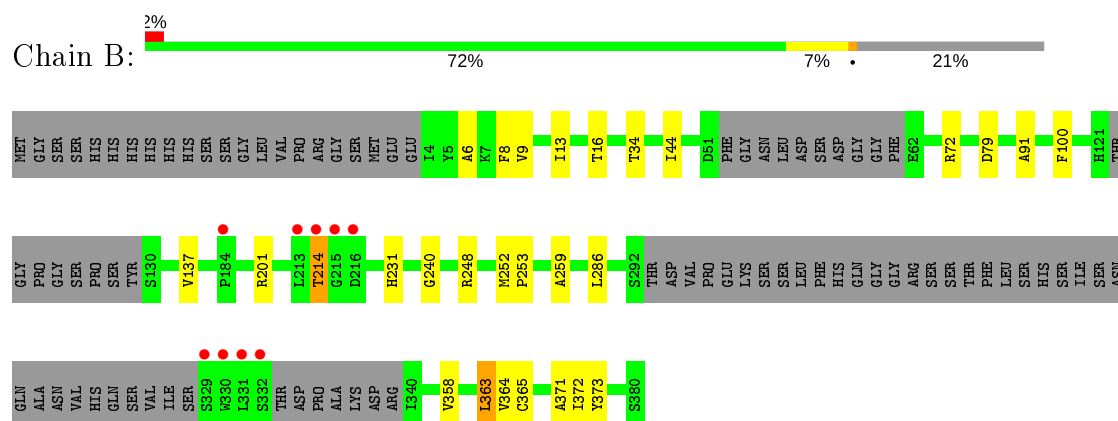 2%
Chain B:
72% 7% • 21%
MET GLY SER SER HIS HIS HIS HIS HIS HIS SER SER GLY LEU VAL PRO ARG GLY SER MET GLU GLU I4 Y5 A6 K7 F8 V9 I13 T16 T34 I44 D51 PHE GLY ASN LEU ASP SER ASP GLY GLY PHE E62 R72 D79 A91 F100 H121 THR
GLY PRO GLY SER PRO SER TYR S130 V137 P184 R201 L213 T214 G215 D216 H231 G240 R248 M252 P253 A259 L286 S292 THR ASP VAL PRO GLU LYS SER SER LEU PHE HIS GLN GLY GLY ARG SER SER THR PHE LEU SER HIS SER ILE SER ASN
GLN ALA ASN VAL HIS GLN SER VAL ILE SER S329 W330 L331 S332 THR ASP PRO ALA LYS ASP ARG I340 V358 L363 V364 C365 A371 I372 Y373 S380